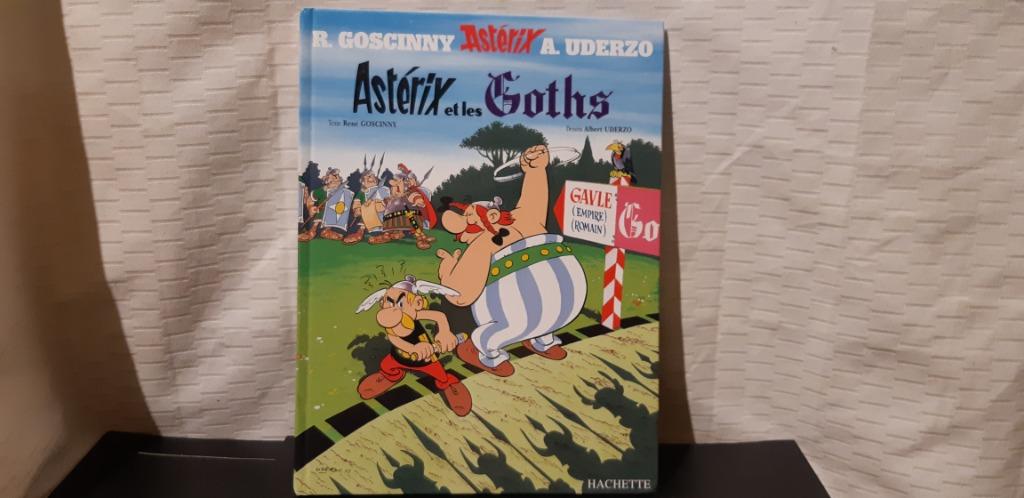 R. GOSCINNY Astérix A. UDERZO
Astérix et les Goths
Texte René GOSCINNY
Dessin Albert UDERZO
? ? ?
GAVLE
(EMPIRE)
(ROMAIN)
Go
HACHETTE